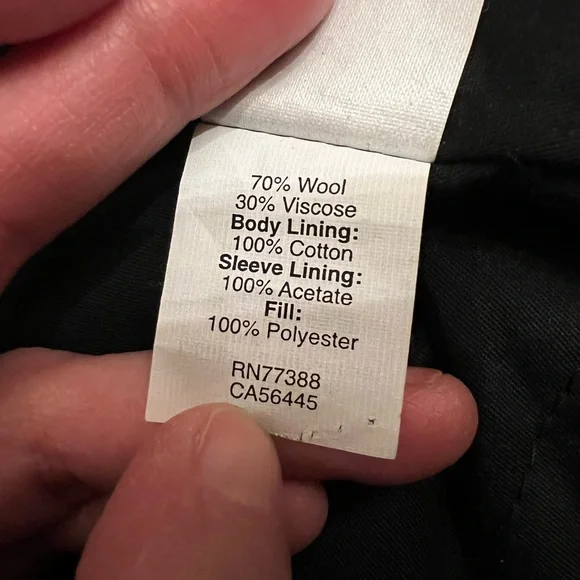 70% Wool
30% Viscose
Body Lining:
100% Cotton
Sleeve Lining:
100% Acetate
Fill:
100% Polyester
RN77388
CA56445